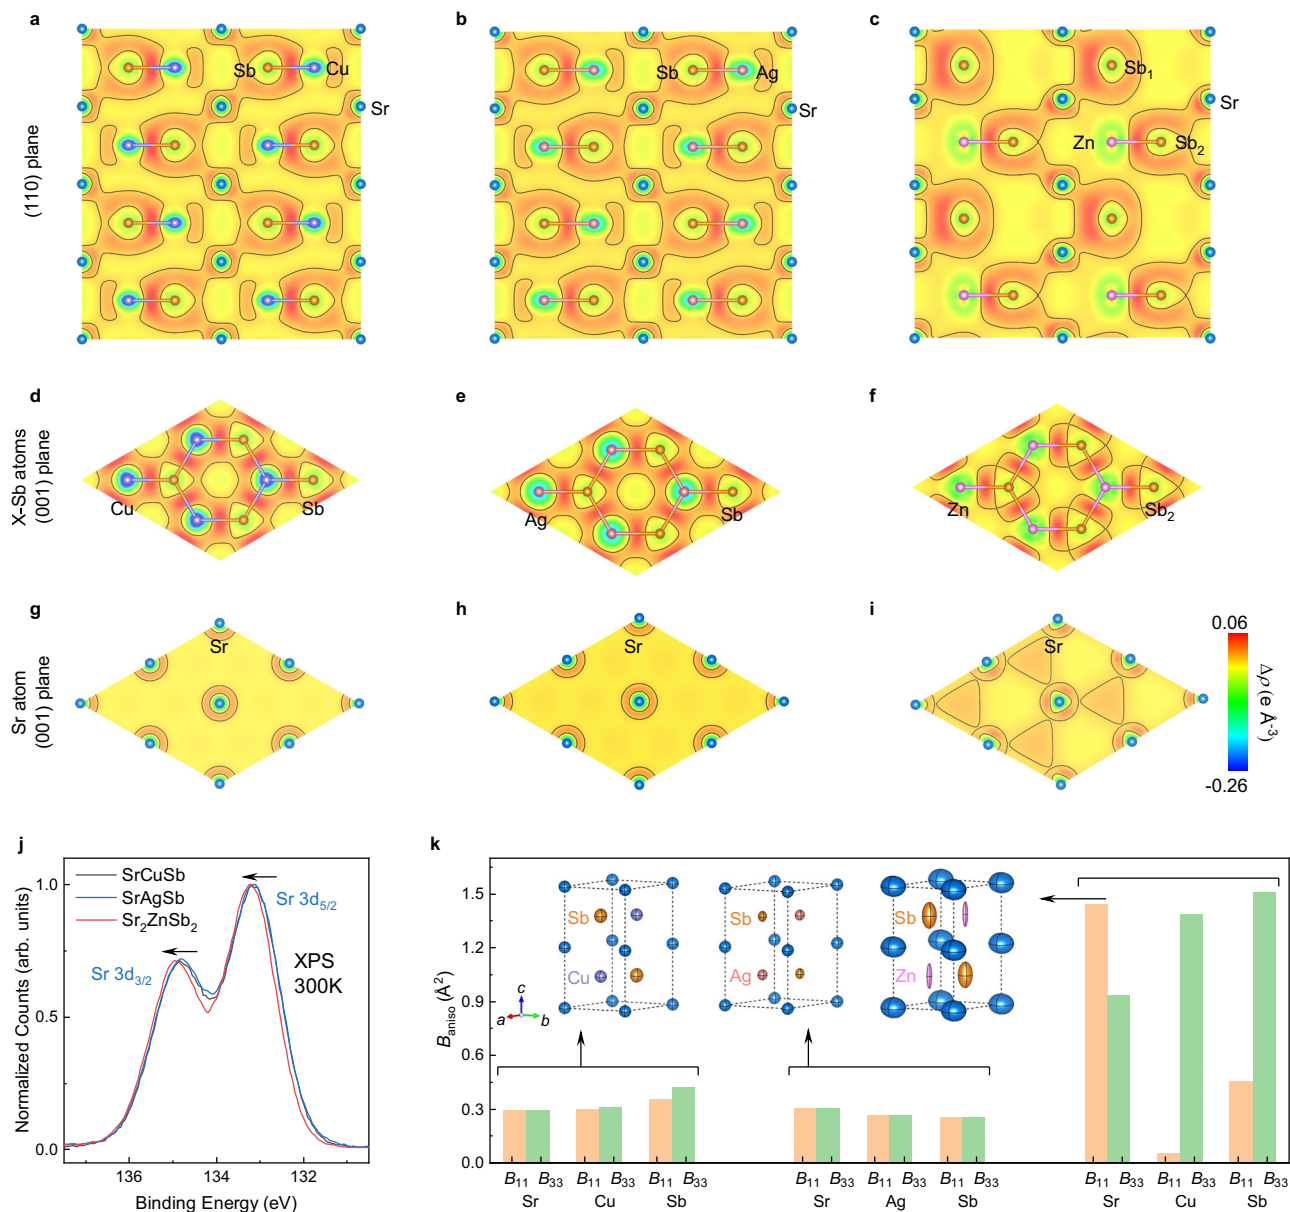 a
b
c
(110) plane
Sb
Cu
Sr
Sb
Ag
Sr
Sb1
Sr
Zn
Sb2
d
e
f
X-Sb atoms
(001) plane
Cu
Sb
Ag
Sb
Zn
Sb2
g
h
i
Sr atom
(001) plane
Sr
Sr
Sr
0.06
Δρ (e Å-3)
-0.26
j
Normalized Counts (arb. units)
1.0
0.5
0.0
SrCuSb
SrAgSb
Sr2ZnSb2
Sr 3d5/2
Sr 3d3/2
XPS
300K
136
134
132
Binding Energy (eV)
k
Baniso (Å2)
1.5
1.2
0.9
0.6
0.3
0.0
Sb
Cu
c
a
b
Sb
Ag
Sb
Zn
B11 B33 B11 B33 B11 B33
Sr Cu Sb
B11 B33 B11 B33 B11 B33
Sr Ag Sb
B11 B33 B11 B33 B11 B33
Sr Cu Sb